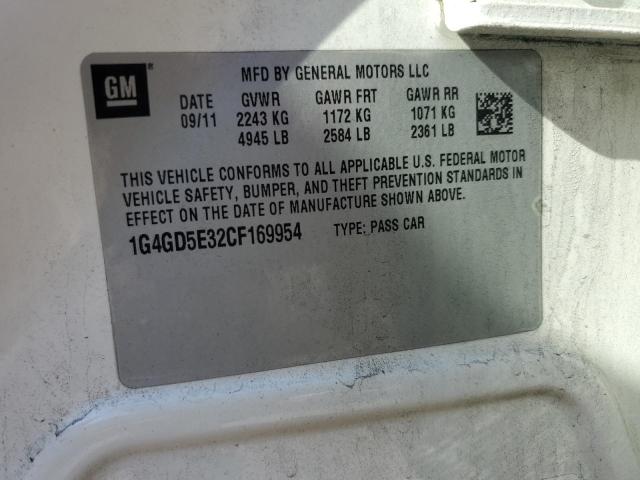 GM ®
MFD BY GENERAL MOTORS LLC
DATE GVWR GAWR FRT GAWR RR
09/11 2243 KG 1172 KG 1071 KG
4945 LB 2584 LB 2361 LB
THIS VEHICLE CONFORMS TO ALL APPLICABLE U.S. FEDERAL MOTOR
VEHICLE SAFETY, BUMPER, AND THEFT PREVENTION STANDARDS IN
EFFECT ON THE DATE OF MANUFACTURE SHOWN ABOVE.
1G4GD5E32CF169954 TYPE: PASS CAR